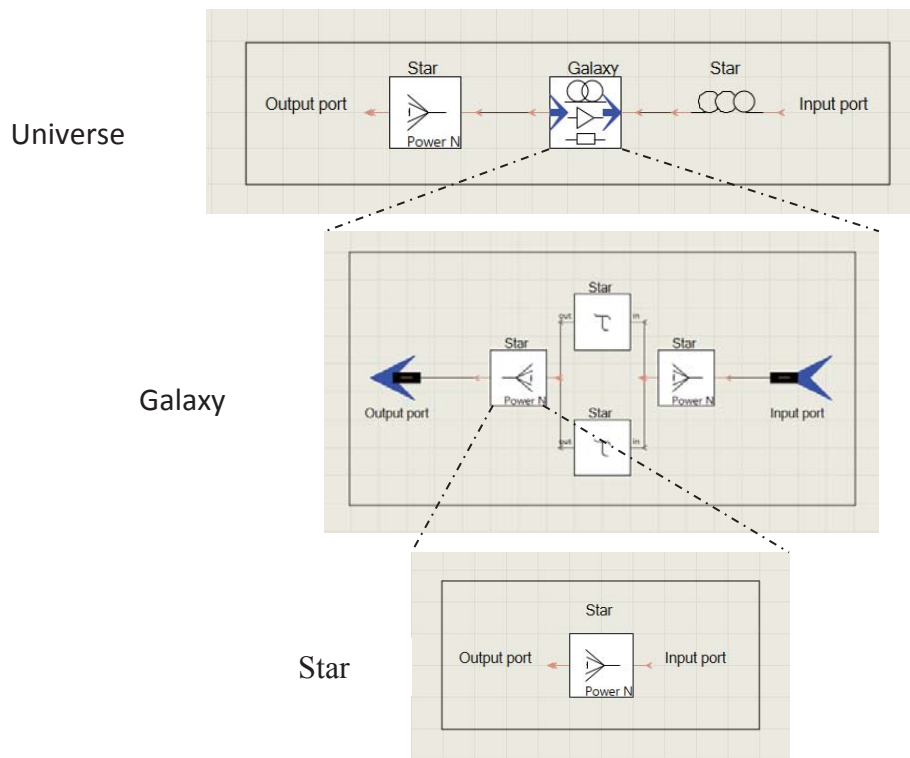 Universe
Star
Galaxy
Star
Output port
Input port
Power N
Galaxy
Star
out
in
Star
Star
Power N
Power N
Output port
Input port
Star
out
in
Star
Star
Output port
Input port
Power N